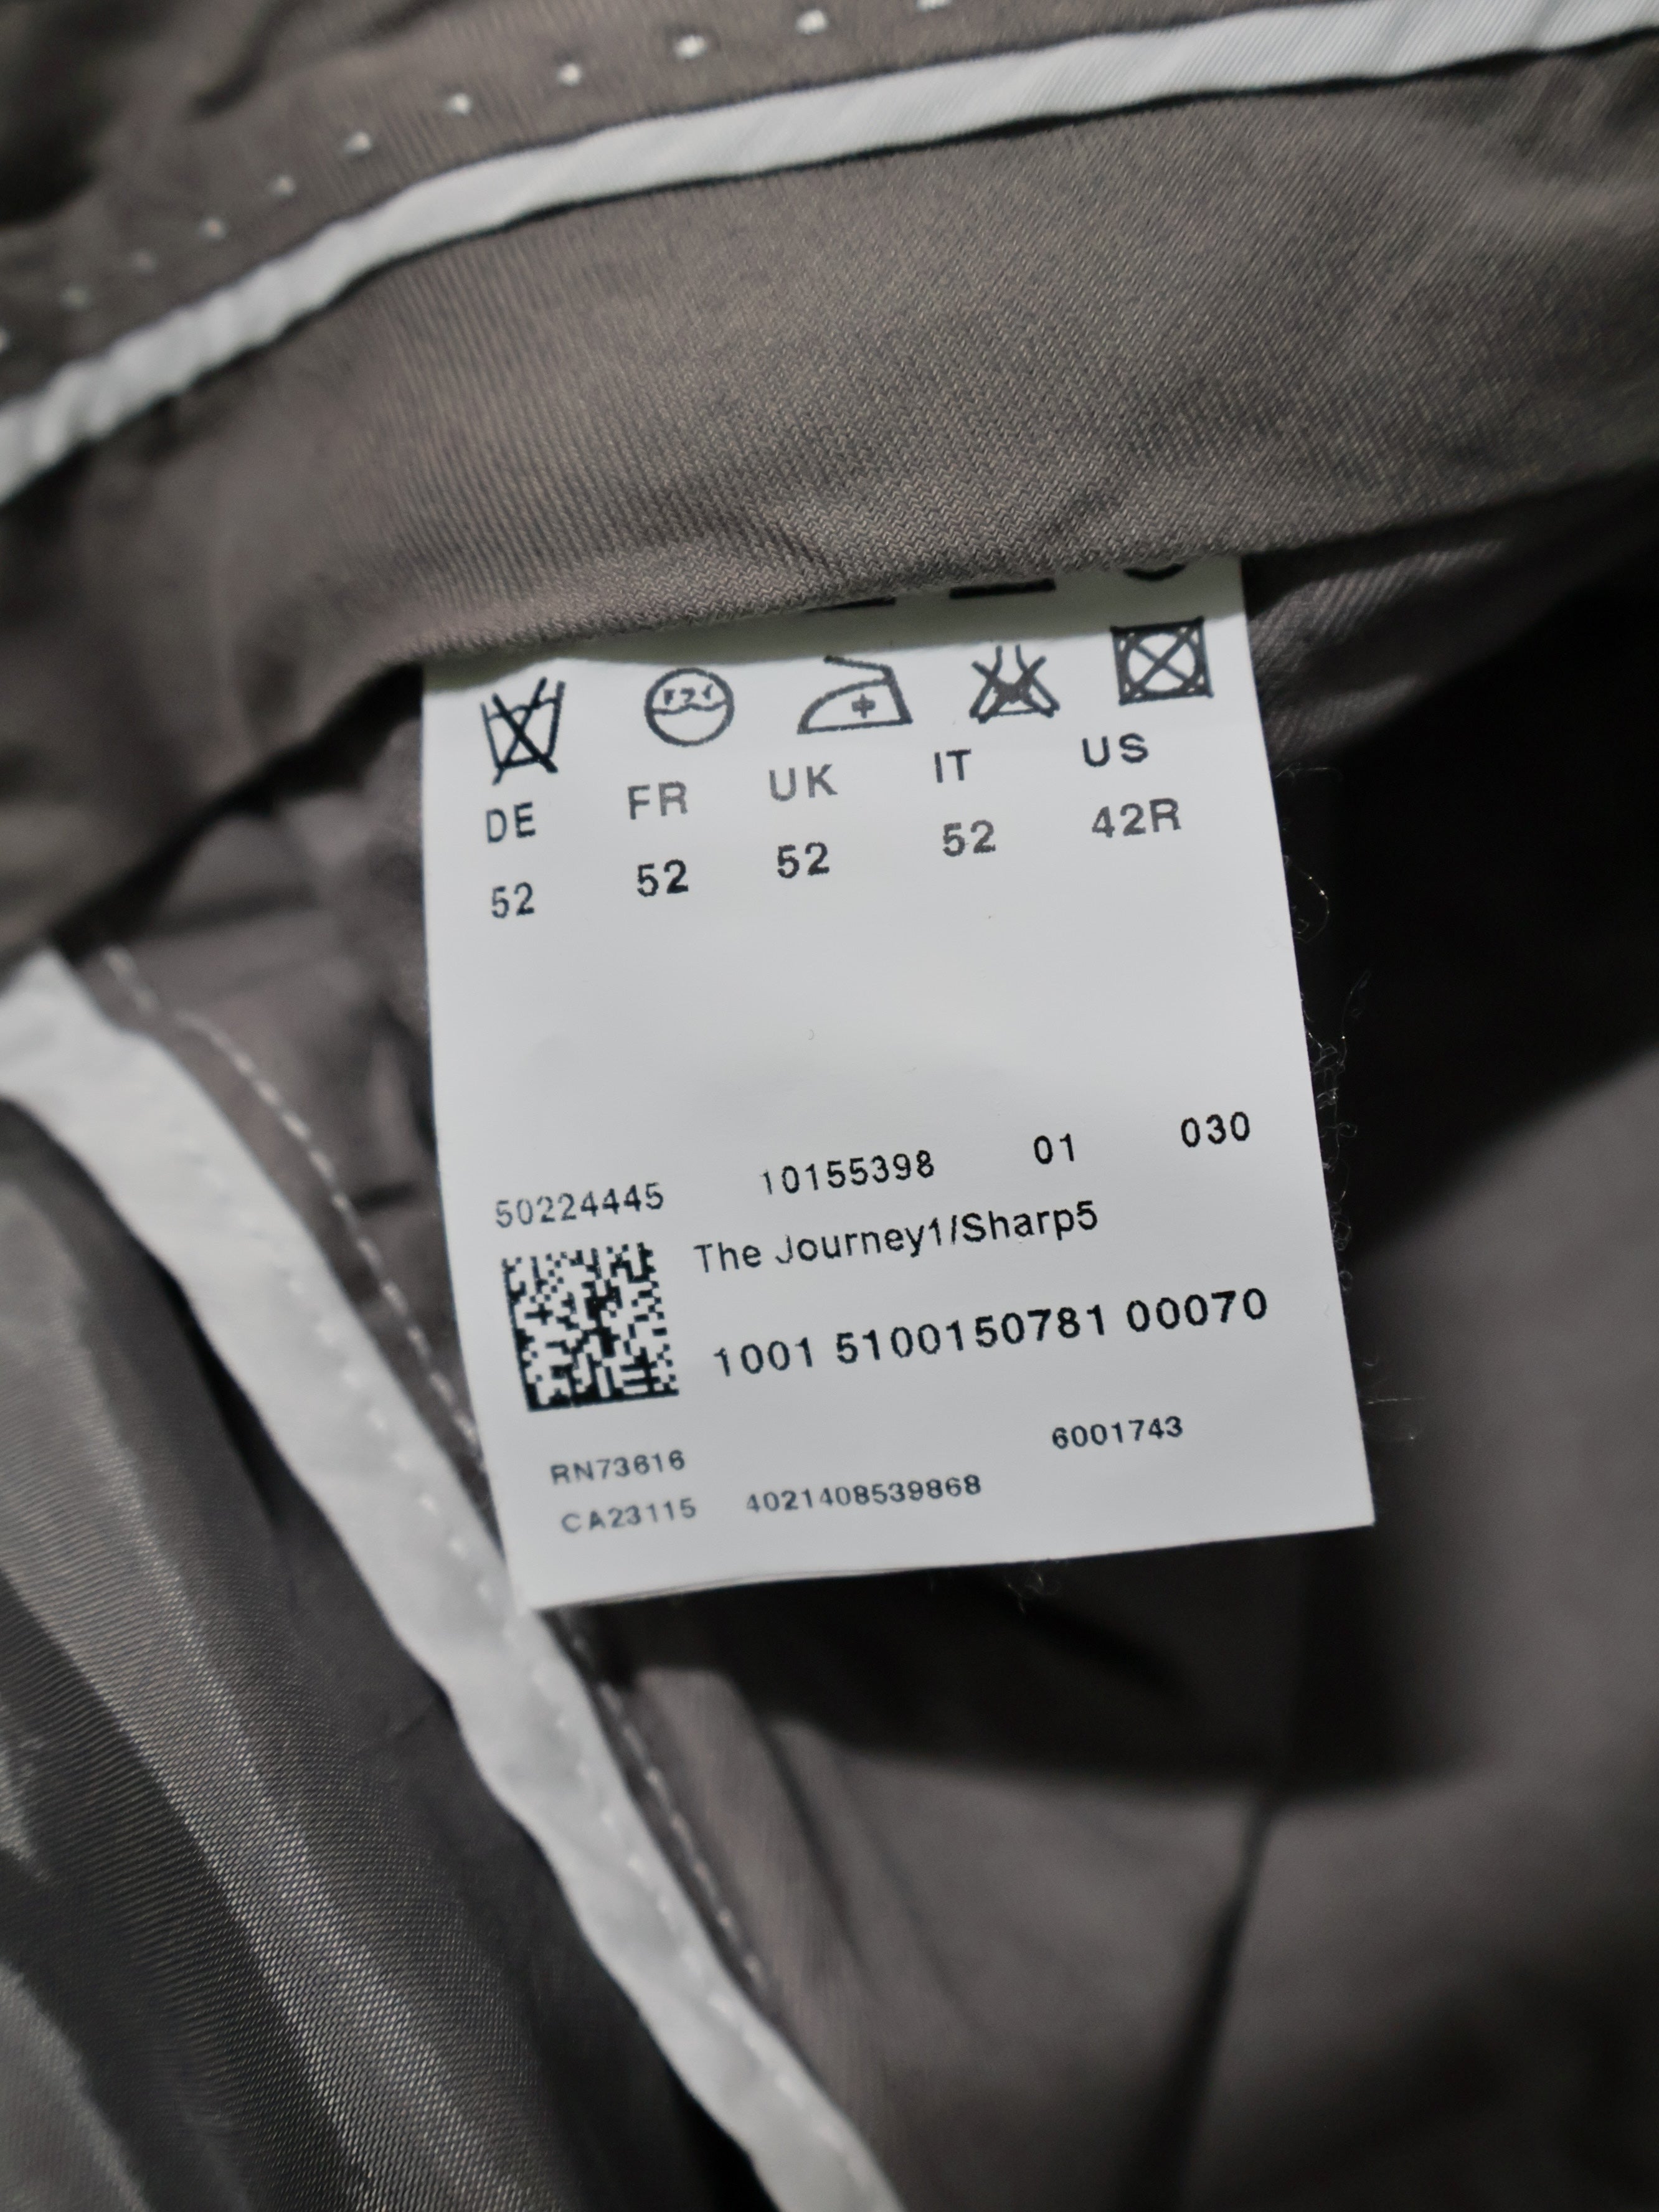 DE FR UK IT US
52 52 52 52 42R
50224445 10155398 01 030
The Journey1/Sharp5
1001 5100150781 00070
RN73616 6001743
CA23115 4021408539868